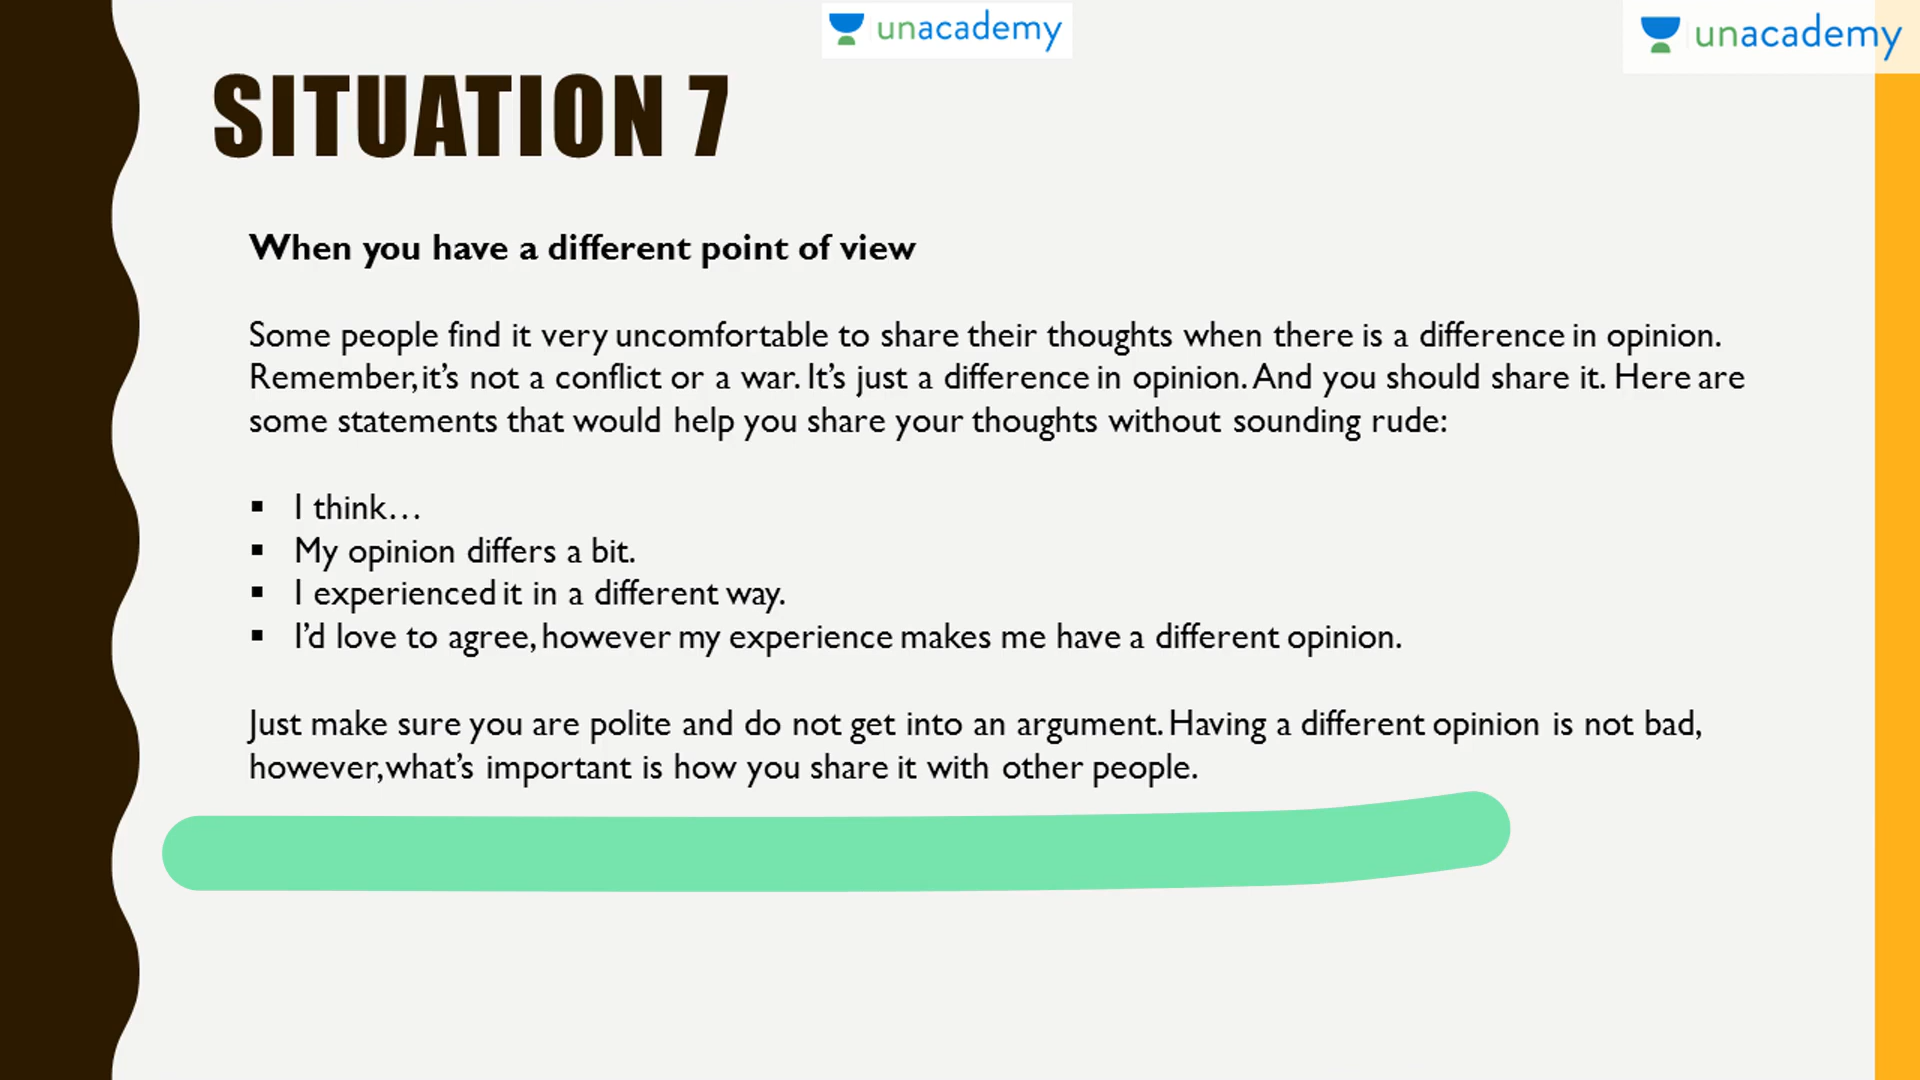 unacademy
unacademy
SITUATION 7
When you have a different point of view
Some people find it very uncomfortable to share their thoughts when there is a difference in opinion.
Remember, it’s not a conflict or a war. It’s just a difference in opinion. And you should share it. Here are
some statements that would help you share your thoughts without sounding rude:
▪ I think…
▪ My opinion differs a bit.
▪ I experienced it in a different way.
▪ I’d love to agree, however my experience makes me have a different opinion.
Just make sure you are polite and do not get into an argument. Having a different opinion is not bad,
however, what’s important is how you share it with other people.